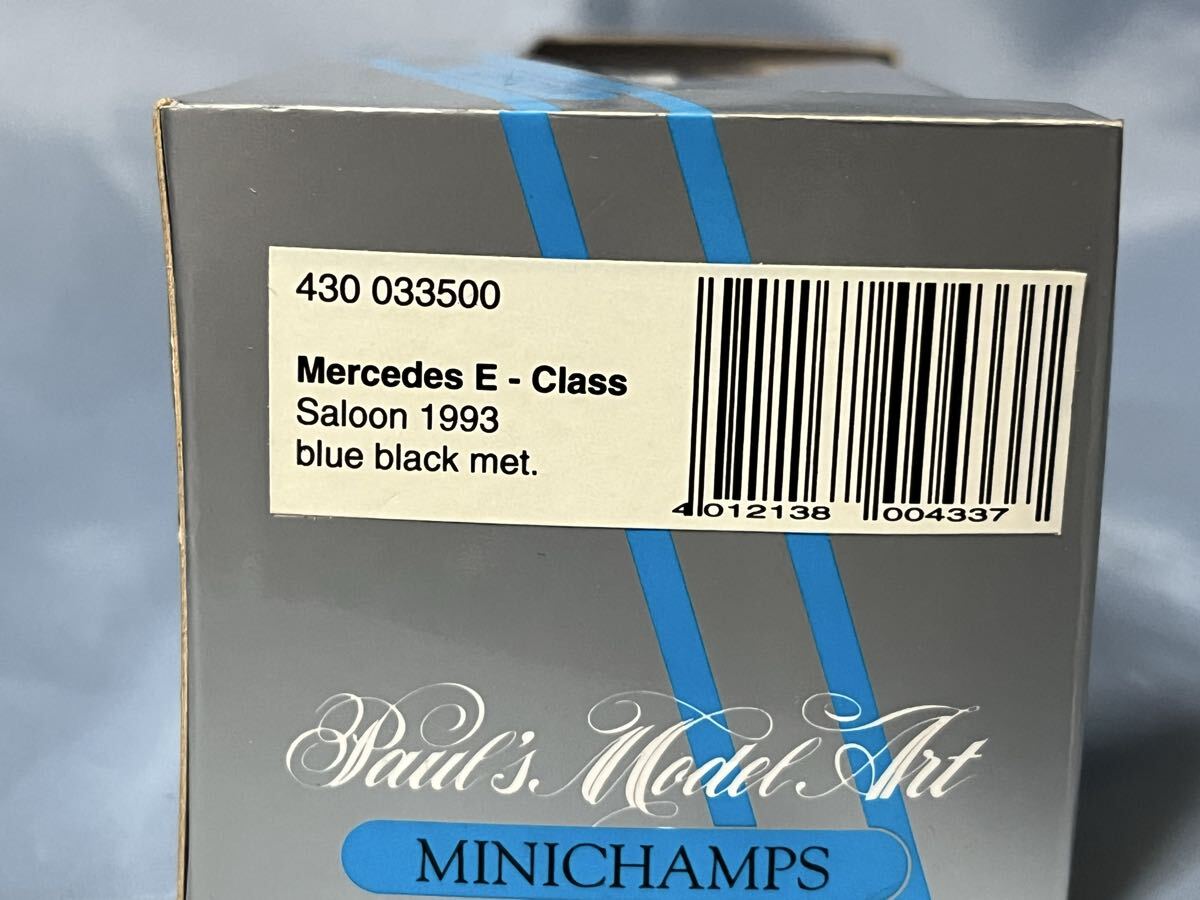 430 033500
Mercedes E - Class
Saloon 1993
blue black met.
4 012138 004337
Paul's Model Art
MINICHAMPS